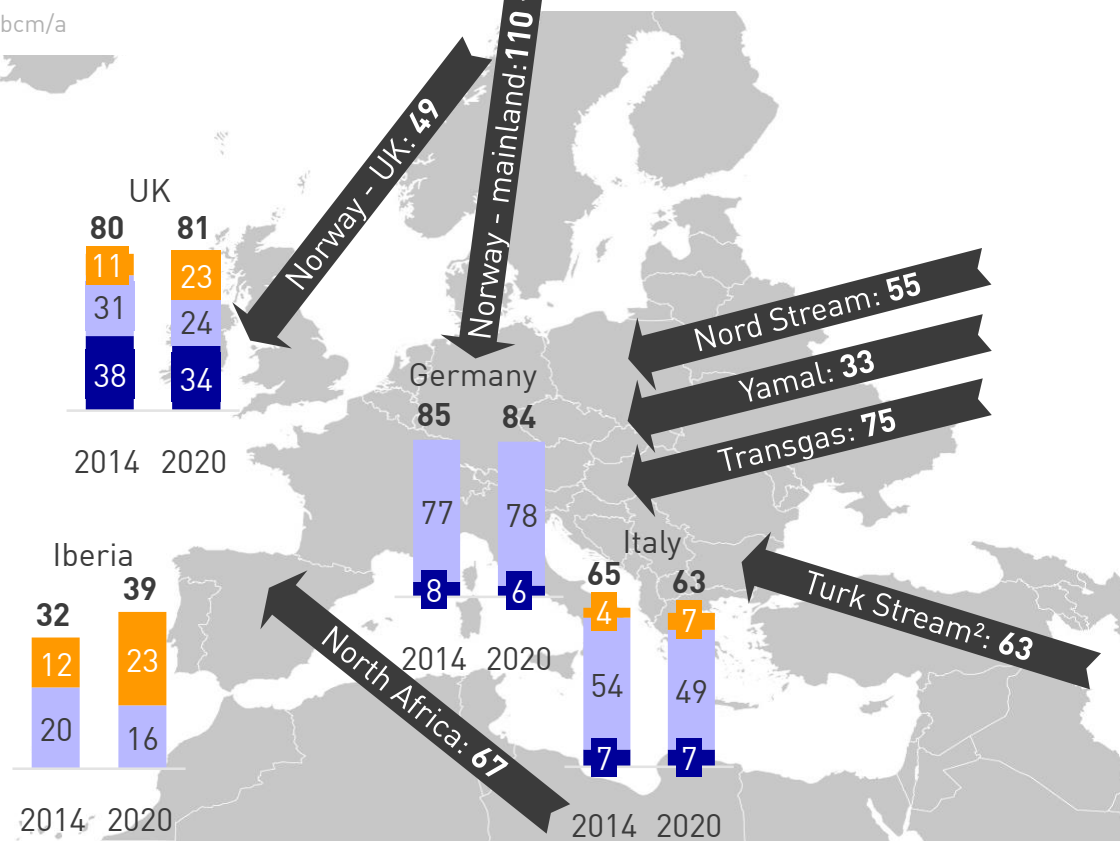 bcm/a
Norway - mainland:110
Norway - UK: 49
UK
80 81
11 23
31 24
38 34
2014 2020
Nord Stream: 55
Yamal: 33
Transgas: 75
Germany
85 84
77 78
8 6
2014 2020
Iberia
32 39
12 23
20 16
2014 2020
North Africa: 67
Italy
65 63
4 7
54 49
7 7
2014 2020
Turk Stream²: 63